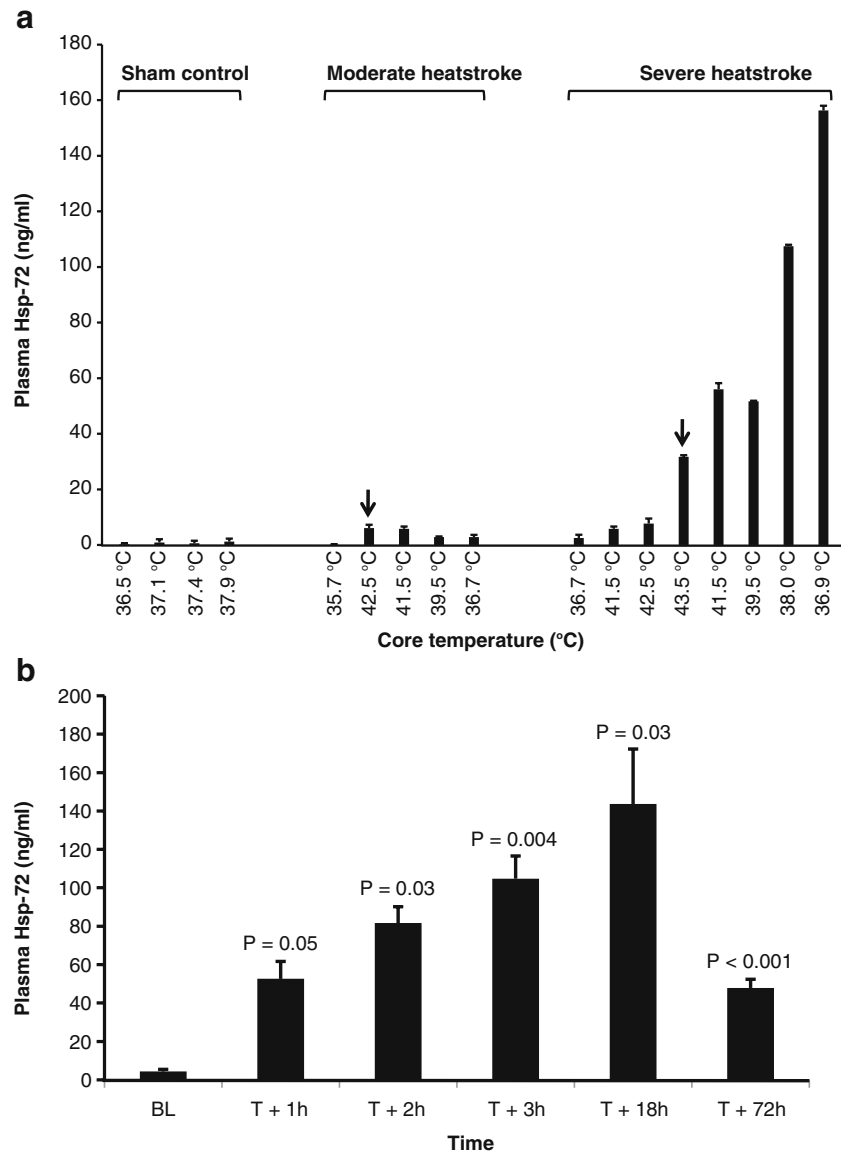 a
180
160
140
120
100
80
60
40
20
0
Plasma Hsp-72 (ng/ml)
Sham control
Moderate heatstroke
Severe heatstroke
36.5 °C
37.1 °C
37.4 °C
37.9 °C
35.7 °C
42.5 °C
41.5 °C
39.5 °C
36.7 °C
36.7 °C
41.5 °C
42.5 °C
43.5 °C
41.5 °C
39.5 °C
38.0 °C
36.9 °C
Core temperature (°C)
b
200
180
160
140
120
100
80
60
40
20
0
Plasma Hsp-72 (ng/ml)
P = 0.05
P = 0.03
P = 0.004
P = 0.03
P < 0.001
BL
T + 1h
T + 2h
T + 3h
T + 18h
T + 72h
Time